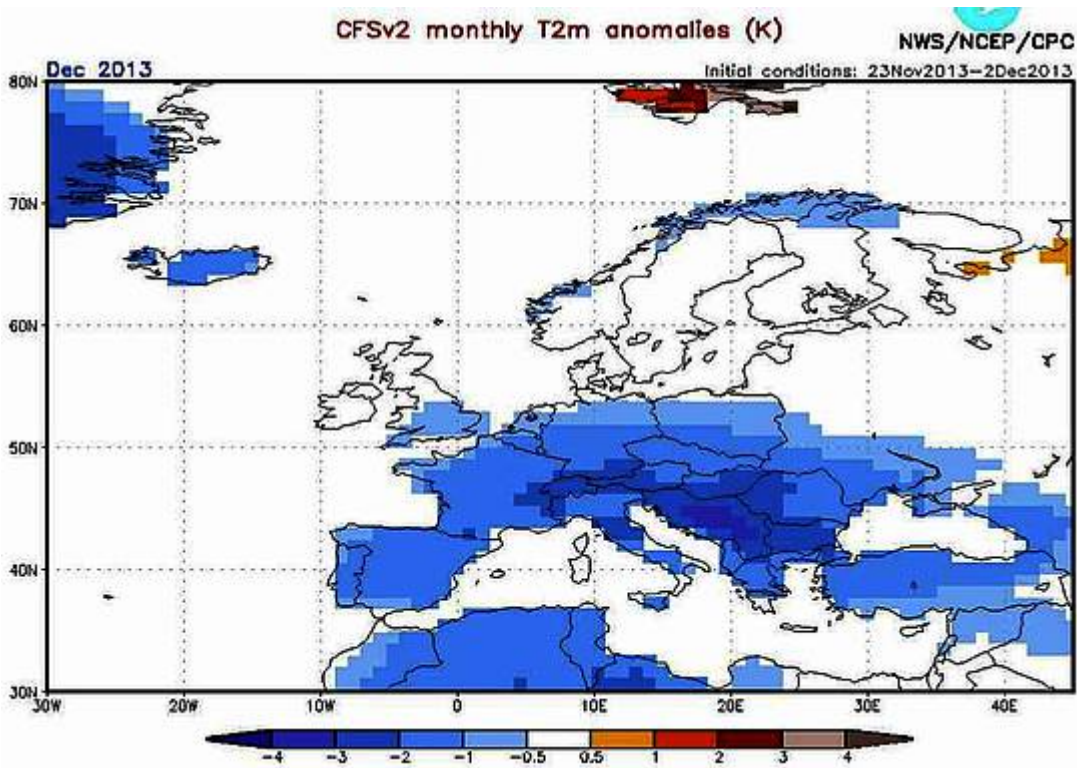 CFSv2 monthly T2m anomalies (K)
NWS/NCEP/CPC
Dec 2013
Initial conditions: 23Nov2013-2Dec2013
80N
70N
60N
50N
40N
30N
30W 20W 10W 0 10E 20E 30E 40E
-4 -3 -2 -1 -0.5 0.5 1 2 3 4